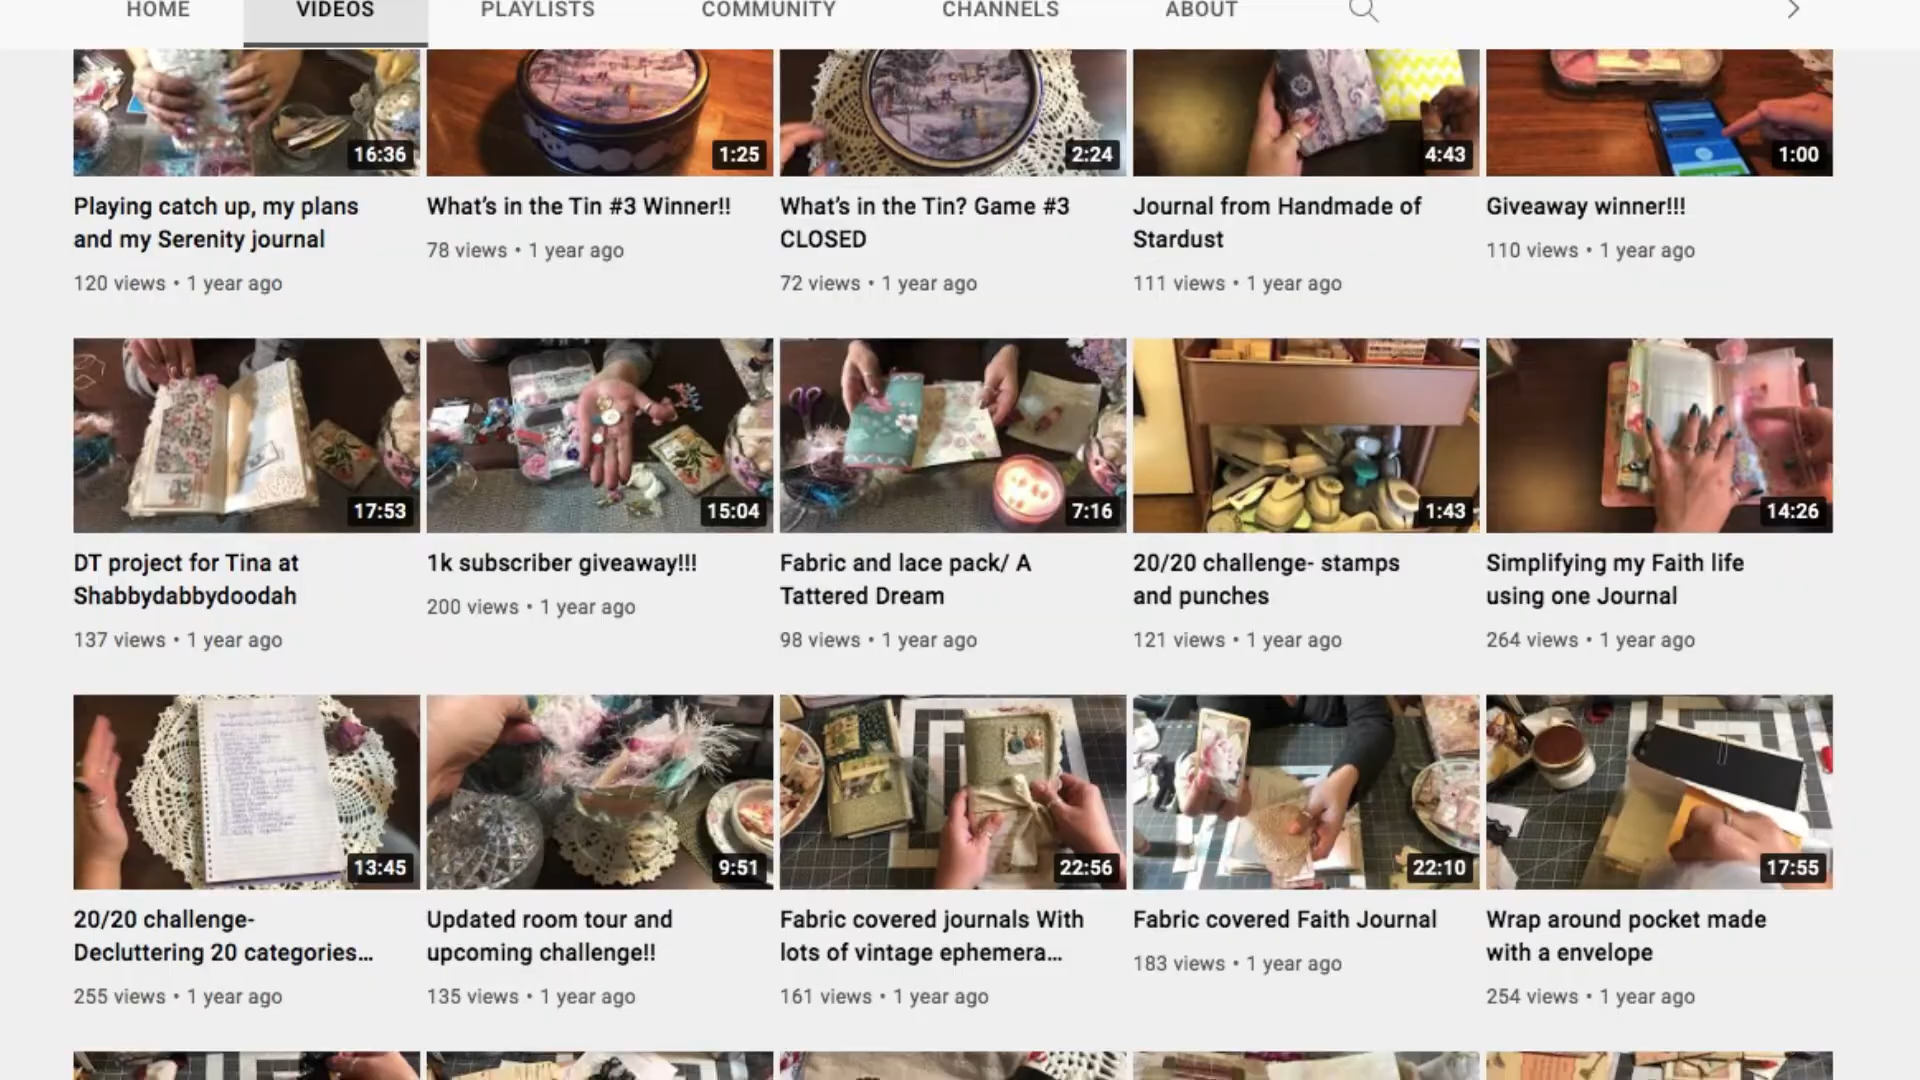 HOME VIDEOS PLAYLISTS COMMUNITY CHANNELS ABOUT
16:36
1:25
2:24
4:43
1:00
Playing catch up, my plans
and my Serenity journal
120 views • 1 year ago
What’s in the Tin #3 Winner!!
78 views • 1 year ago
What’s in the Tin? Game #3
CLOSED
72 views • 1 year ago
Journal from Handmade of
Stardust
111 views • 1 year ago
Giveaway winner!!!
110 views • 1 year ago
17:53
15:04
7:16
1:43
14:26
DT project for Tina at
Shabbydabbydoodah
137 views • 1 year ago
1k subscriber giveaway!!!
200 views • 1 year ago
Fabric and lace pack/ A
Tattered Dream
98 views • 1 year ago
20/20 challenge- stamps
and punches
121 views • 1 year ago
Simplifying my Faith life
using one Journal
264 views • 1 year ago
13:45
9:51
22:56
22:10
17:55
20/20 challenge-
Decluttering 20 categories...
255 views • 1 year ago
Updated room tour and
upcoming challenge!!
135 views • 1 year ago
Fabric covered journals With
lots of vintage ephemera...
161 views • 1 year ago
Fabric covered Faith Journal
183 views • 1 year ago
Wrap around pocket made
with a envelope
254 views • 1 year ago